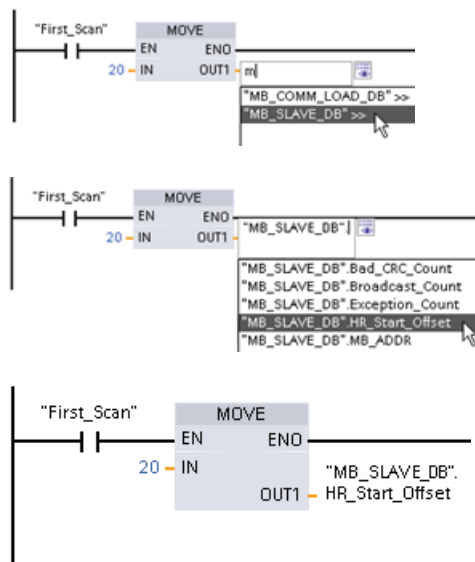 "First_Scan"
MOVE
EN ENO
20 IN OUT1 m
"MB_COMM_LOAD_DB" >>
"MB_SLAVE_DB" >>
"First_Scan"
MOVE
EN ENO
20 IN OUT1 "MB_SLAVE_DB".
"MB_SLAVE_DB".Bad_CRC_Count
"MB_SLAVE_DB".Broadcast_Count
"MB_SLAVE_DB".Exception_Count
"MB_SLAVE_DB".HR_Start_Offset
"MB_SLAVE_DB".MB_ADDR
"First_Scan"
MOVE
EN ENO
20 IN
"MB_SLAVE_DB".
OUT1 HR_Start_Offset